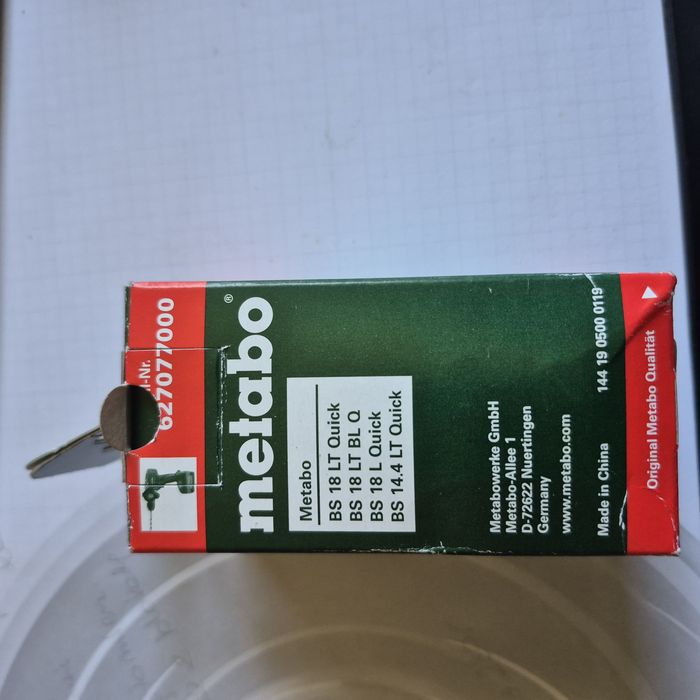 627077000
metabo®
Metabo
BS 18 LT Quick
BS 18 LT BL Q
BS 18 L Quick
BS 14.4 LT Quick
Metabowerke GmbH
Metabo-Allee 1
D-72622 Nuertingen
Germany
www.metabo.com
Made in China 144 19 0500 0119
Original Metabo Qualität